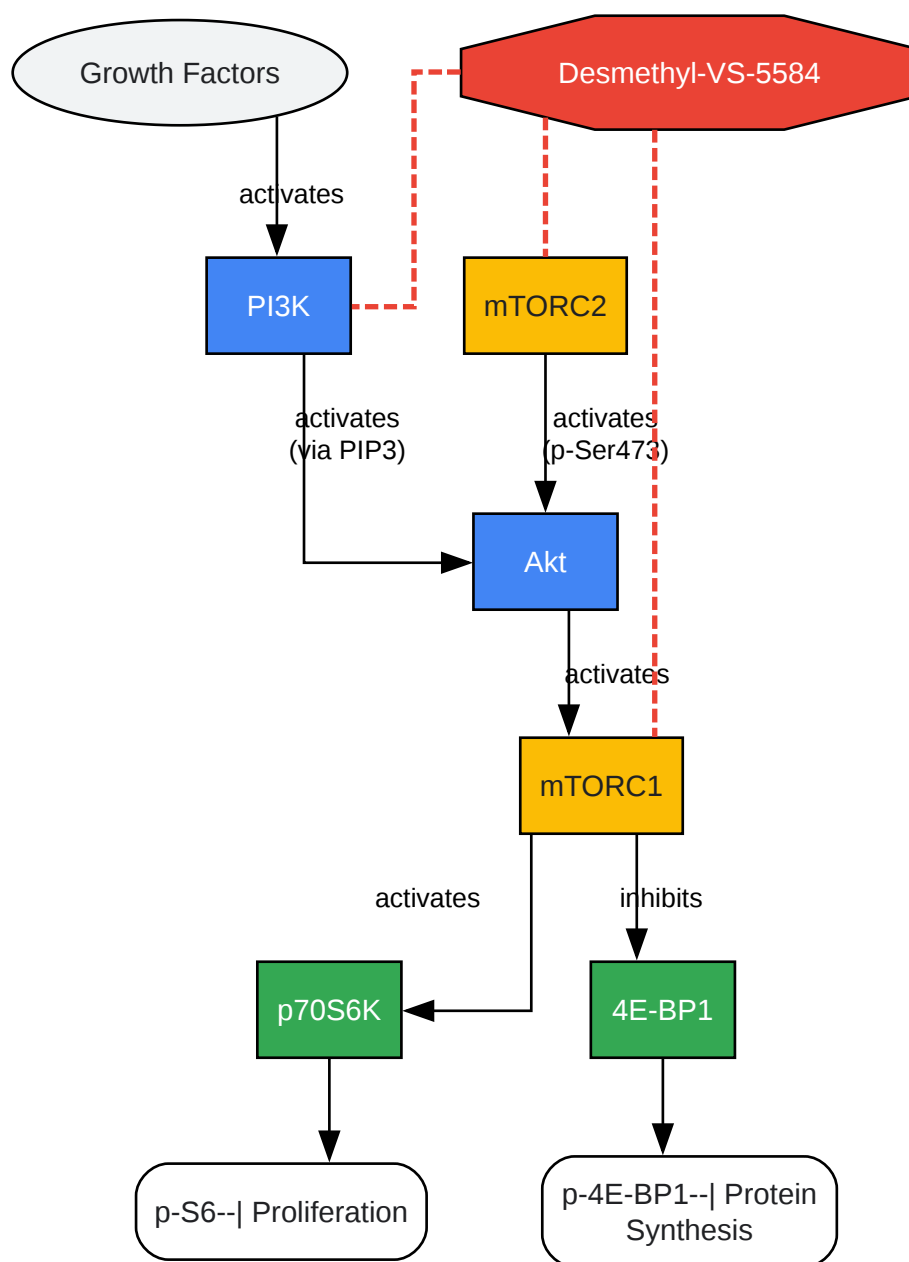 Growth Factors
Desmethyl-VS-5584
activates
PI3K
mTORC2
activates
(via PIP3)
activates
(p-Ser473)
Akt
activates
mTORC1
activates
inhibits
p70S6K
4E-BP1
p-S6--| Proliferation
p-4E-BP1--| Protein
Synthesis